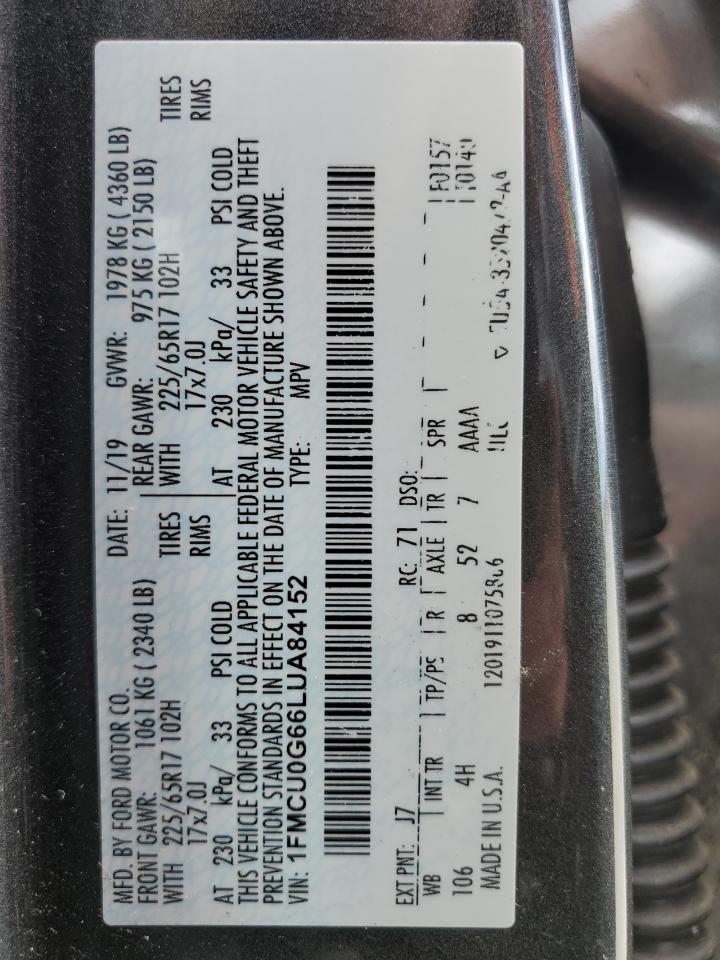 MFD. BY FORD MOTOR CO. DATE: 11/19 GVWR: 1978 KG ( 4360 LB)
FRONT GAWR: 1061 KG ( 2340 LB) REAR GAWR: 975 KG ( 2150 LB)
WITH 225/65R17 102H TIRES WITH 225/65R17 102H TIRES
17x7.0J RIMS 17x7.0J RIMS
AT 230 kPa/ 33 PSI COLD AT 230 kPa/ 33 PSI COLD
THIS VEHICLE CONFORMS TO ALL APPLICABLE FEDERAL MOTOR VEHICLE SAFETY AND THEFT
PREVENTION STANDARDS IN EFFECT ON THE DATE OF MANUFACTURE SHOWN ABOVE.
VIN: 1FMCU0G66LUA84152 TYPE: MPV
EXT PNT: J7 RC: 71 DSO:
WB INT TR TP/PS R AXLE TR SPR F0157
106 4H 8 52 7 AAAA
MADE IN U.S.A.